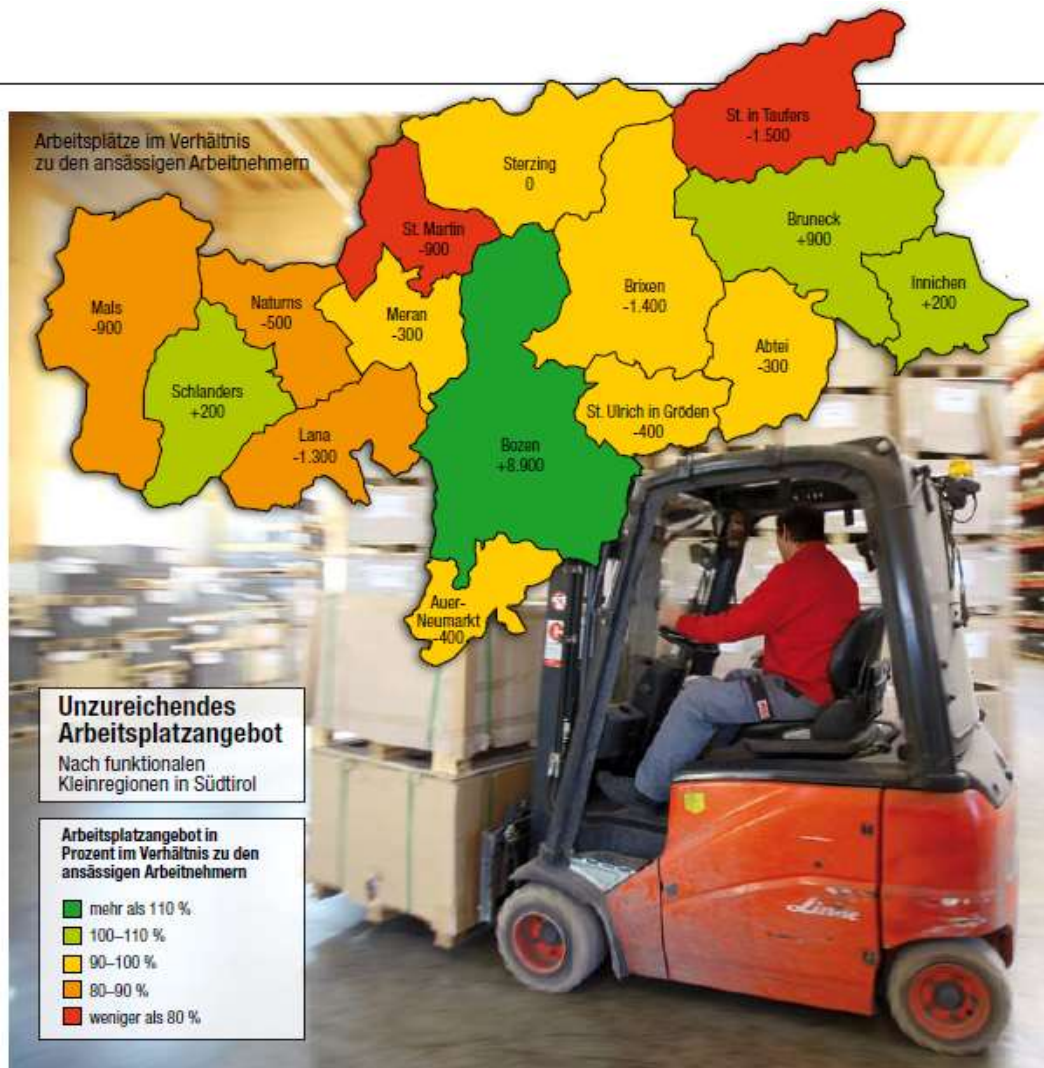 Arbeitsplätze im Verhältnis
zu den ansässigen Arbeitnehmern
St. in Taufers
-1.500
Sterzing
0
St. Martin
-900
Bruneck
+900
Innichen
+200
Mals
-900
Naturns
-500
Meran
-300
Brixen
-1.400
Abtei
-300
Schlanders
+200
St. Ulrich in Gröden
-400
Lana
-1.300
Bozen
+8.900
Auer-
Neumarkt
-400
Unzureichendes
Arbeitsplatzangebot
Nach funktionalen
Kleinregionen in Südtirol
Arbeitsplatzangebot in
Prozent im Verhältnis zu den
ansässigen Arbeitnehmern
mehr als 110 %
100–110 %
90–100 %
80–90 %
weniger als 80 %
Linde